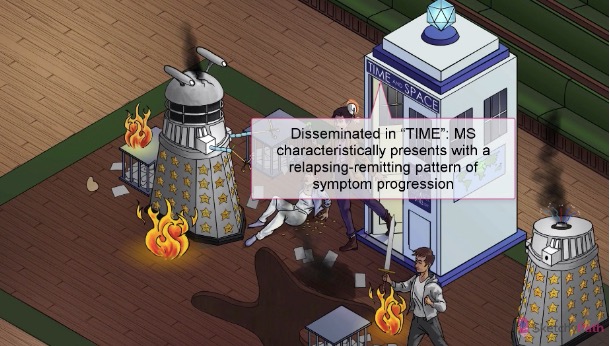 TIME AND SPACE
Disseminated in “TIME”: MS
characteristically presents with a
relapsing-remitting pattern of
symptom progression